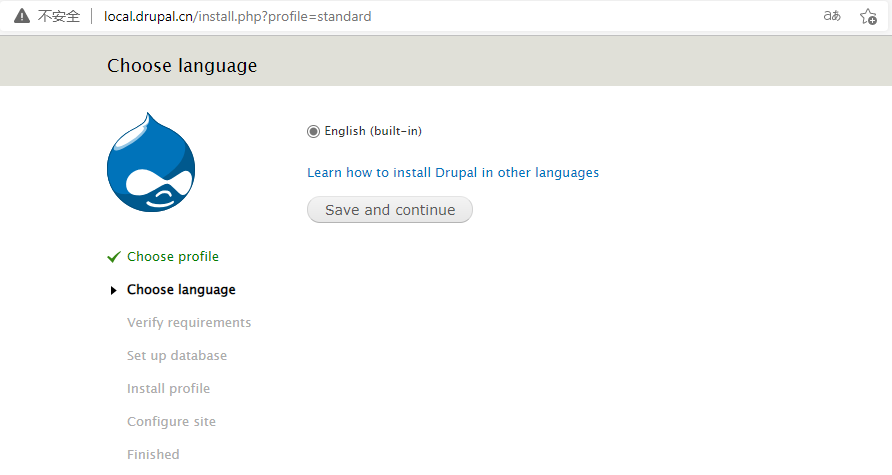 不安全 local.drupal.cn/install.php?profile=standard aあ
Choose language
English (built-in)
Learn how to install Drupal in other languages
Save and continue
Choose profile
Choose language
Verify requirements
Set up database
Install profile
Configure site
Finished